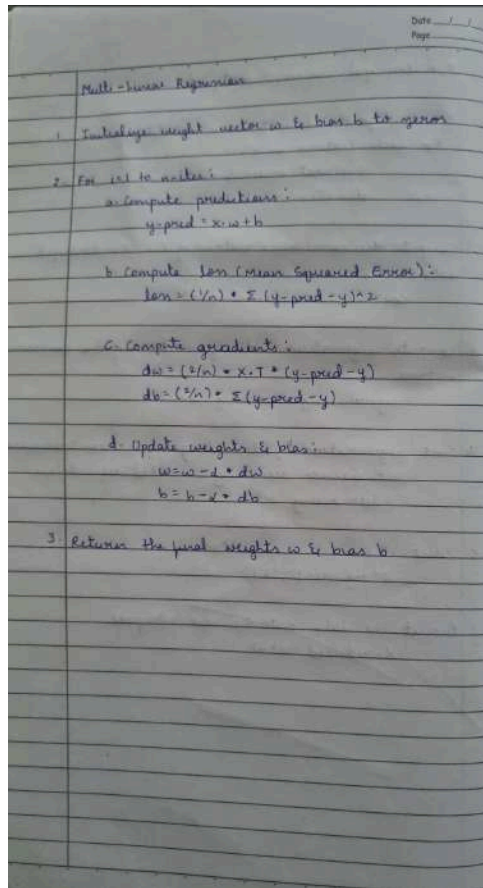 Date / /
Page
Multi-Linear Regression
1. Initialize weight vector w & bias b to zeros
2. For i=1 to n-iter:
a. Compute predictions:
y-pred = x.w + b
b. Compute loss (Mean Squared Error):
loss = (1/n) * Σ (y-pred - y)^2
c. Compute gradients:
dw = (2/n) * X.T * (y-pred - y)
db = (2/n) * Σ(y-pred - y)
d. Update weights & bias:
w = w - α * dw
b = b - α * db
3. Return the final weights w & bias b